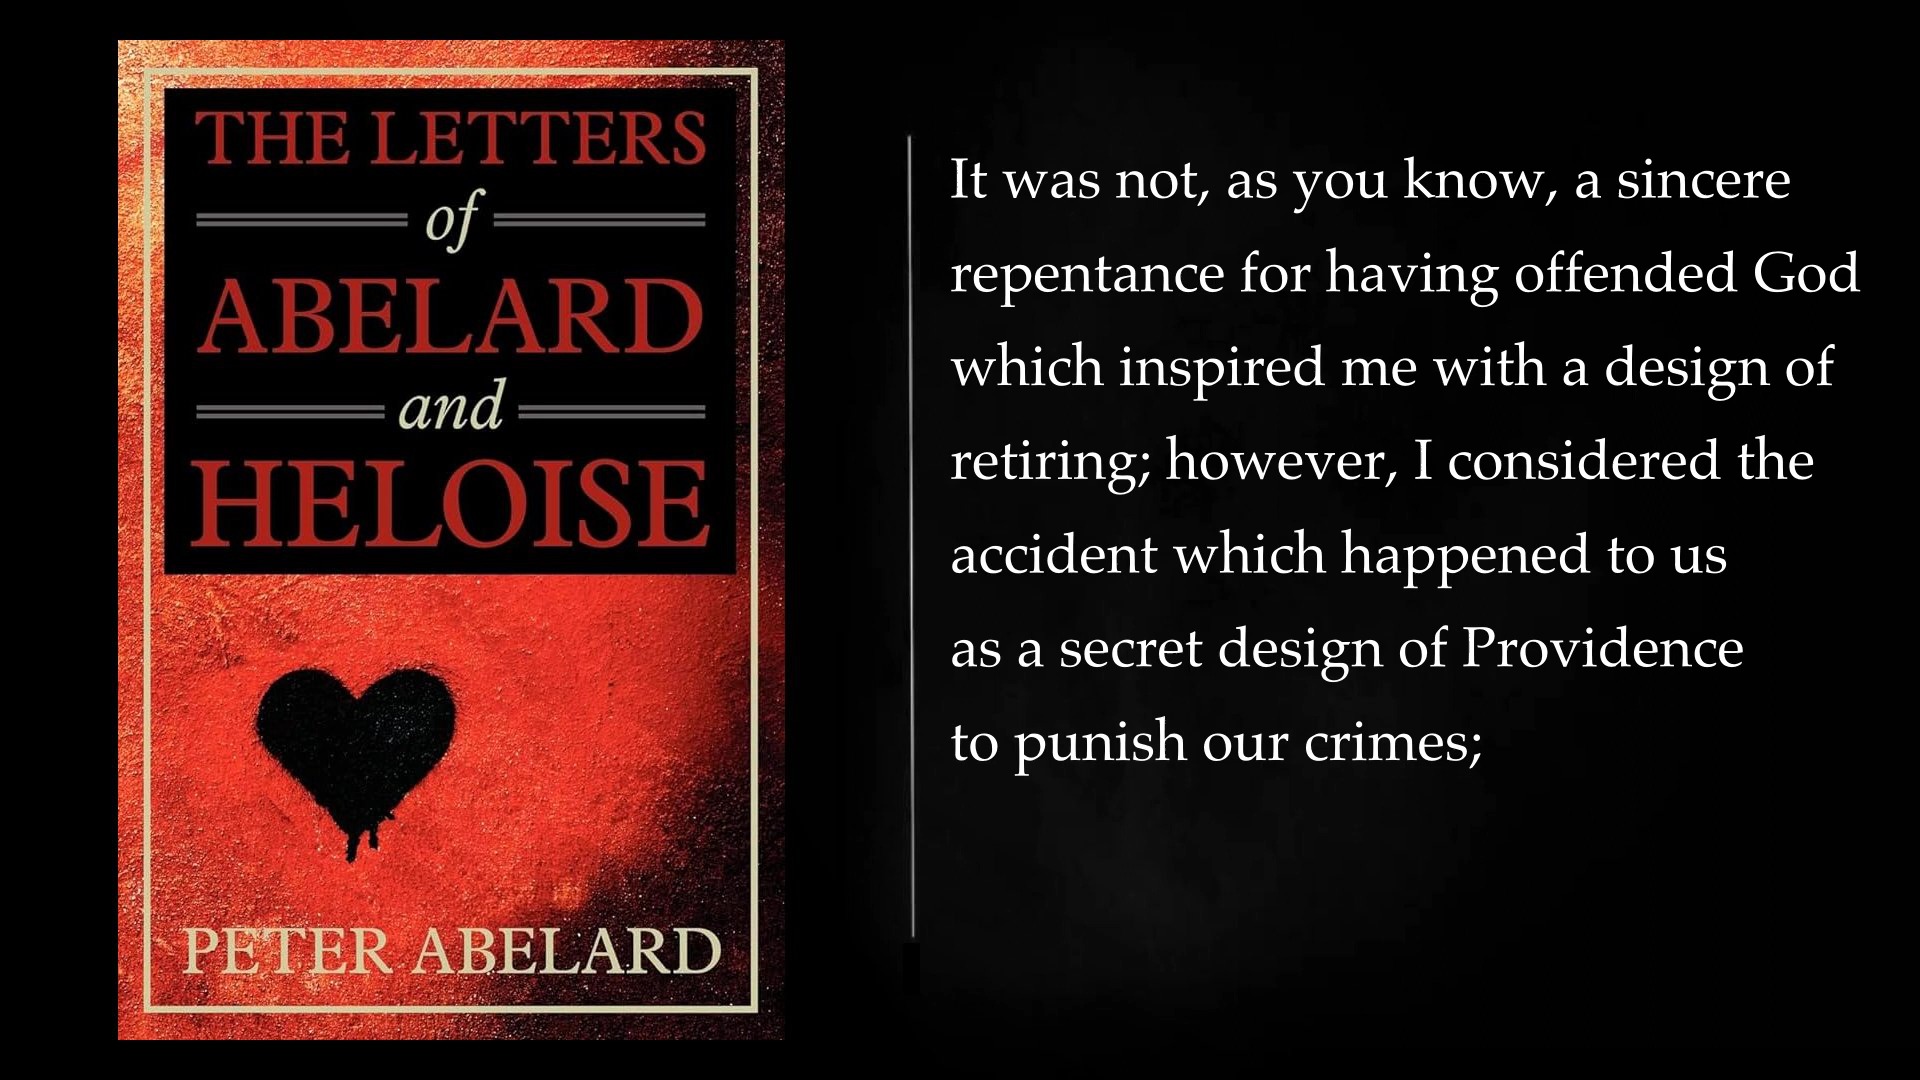 THE LETTERS
of
ABELARD
and
HELOISE
PETER ABELARD
It was not, as you know, a sincere
repentance for having offended God
which inspired me with a design of
retiring; however, I considered the
accident which happened to us
as a secret design of Providence
to punish our crimes;